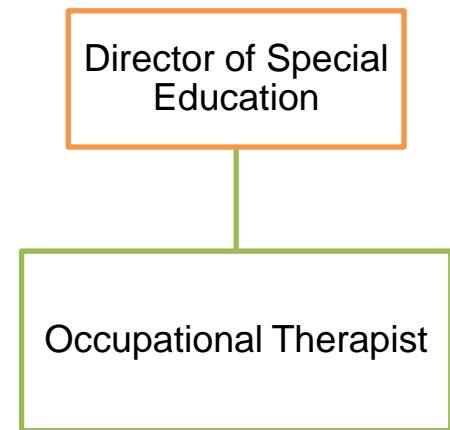 Director of Special
Education
Occupational Therapist